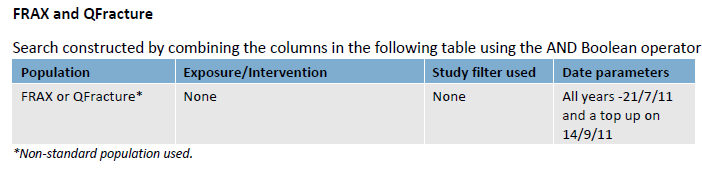 FRAX and QFracture
Search constructed by combining the columns in the following table using the AND Boolean operator
Population Exposure/Intervention Study filter used Date parameters
FRAX or QFracture* None None All years -21/7/11
and a top up on
14/9/11
*Non-standard population used.